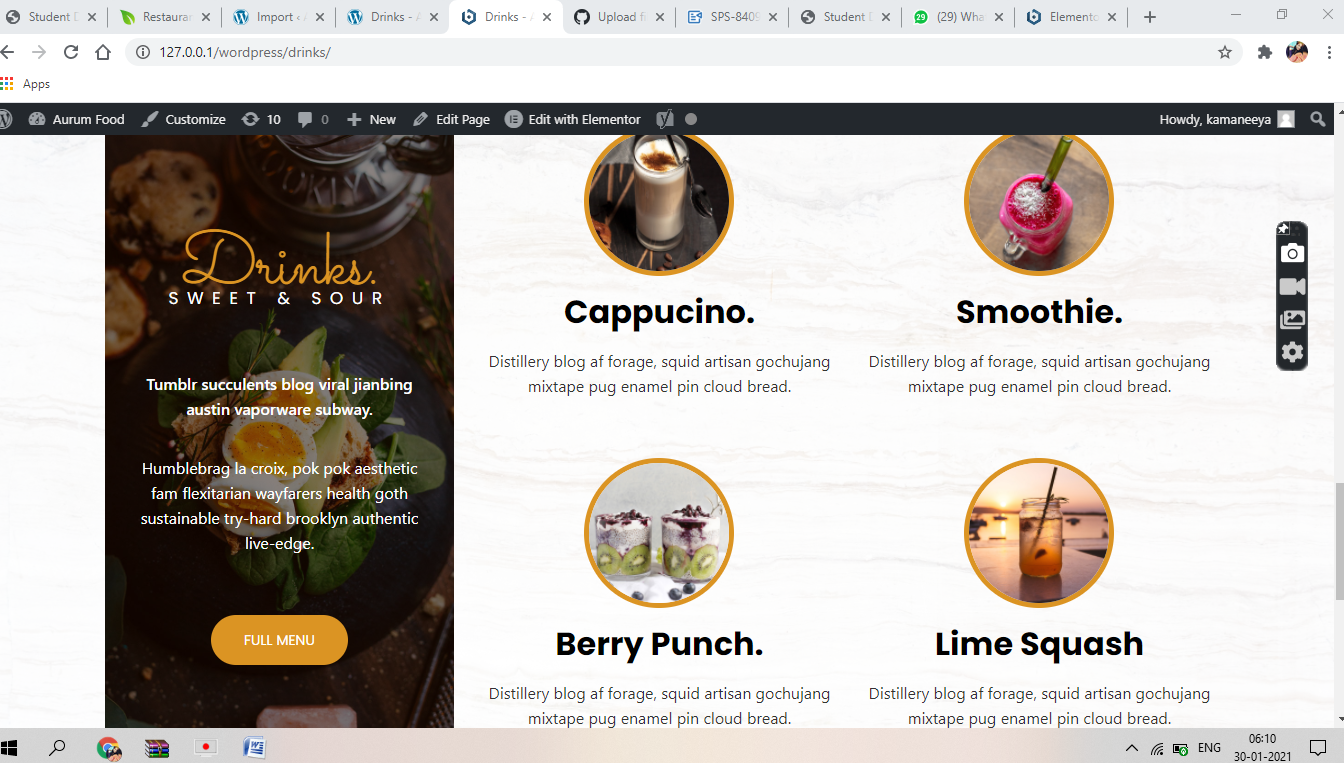 Student D
Restaurar
Import ‹ A
Drinks - A
Drinks - A
Upload fi
SPS-8409
Student D
(29) Wha
Elemento
127.0.0.1/wordpress/drinks/
Apps
Aurum Food
Customize
10
0
New
Edit Page
Edit with Elementor
Howdy, kamaneeya
Drinks.
SWEET & SOUR
Tumblr succulents blog viral jianbing
austin vaporware subway.
Humblebrag la croix, pok pok aesthetic
fam flexitarian wayfarers health goth
sustainable try-hard brooklyn authentic
live-edge.
FULL MENU
Cappucino.
Distillery blog af forage, squid artisan gochujang
mixtape pug enamel pin cloud bread.
Smoothie.
Distillery blog af forage, squid artisan gochujang
mixtape pug enamel pin cloud bread.
Berry Punch.
Distillery blog af forage, squid artisan gochujang
mixtape pug enamel pin cloud bread.
Lime Squash
Distillery blog af forage, squid artisan gochujang
mixtape pug enamel pin cloud bread.
ENG
06:10
30-01-2021